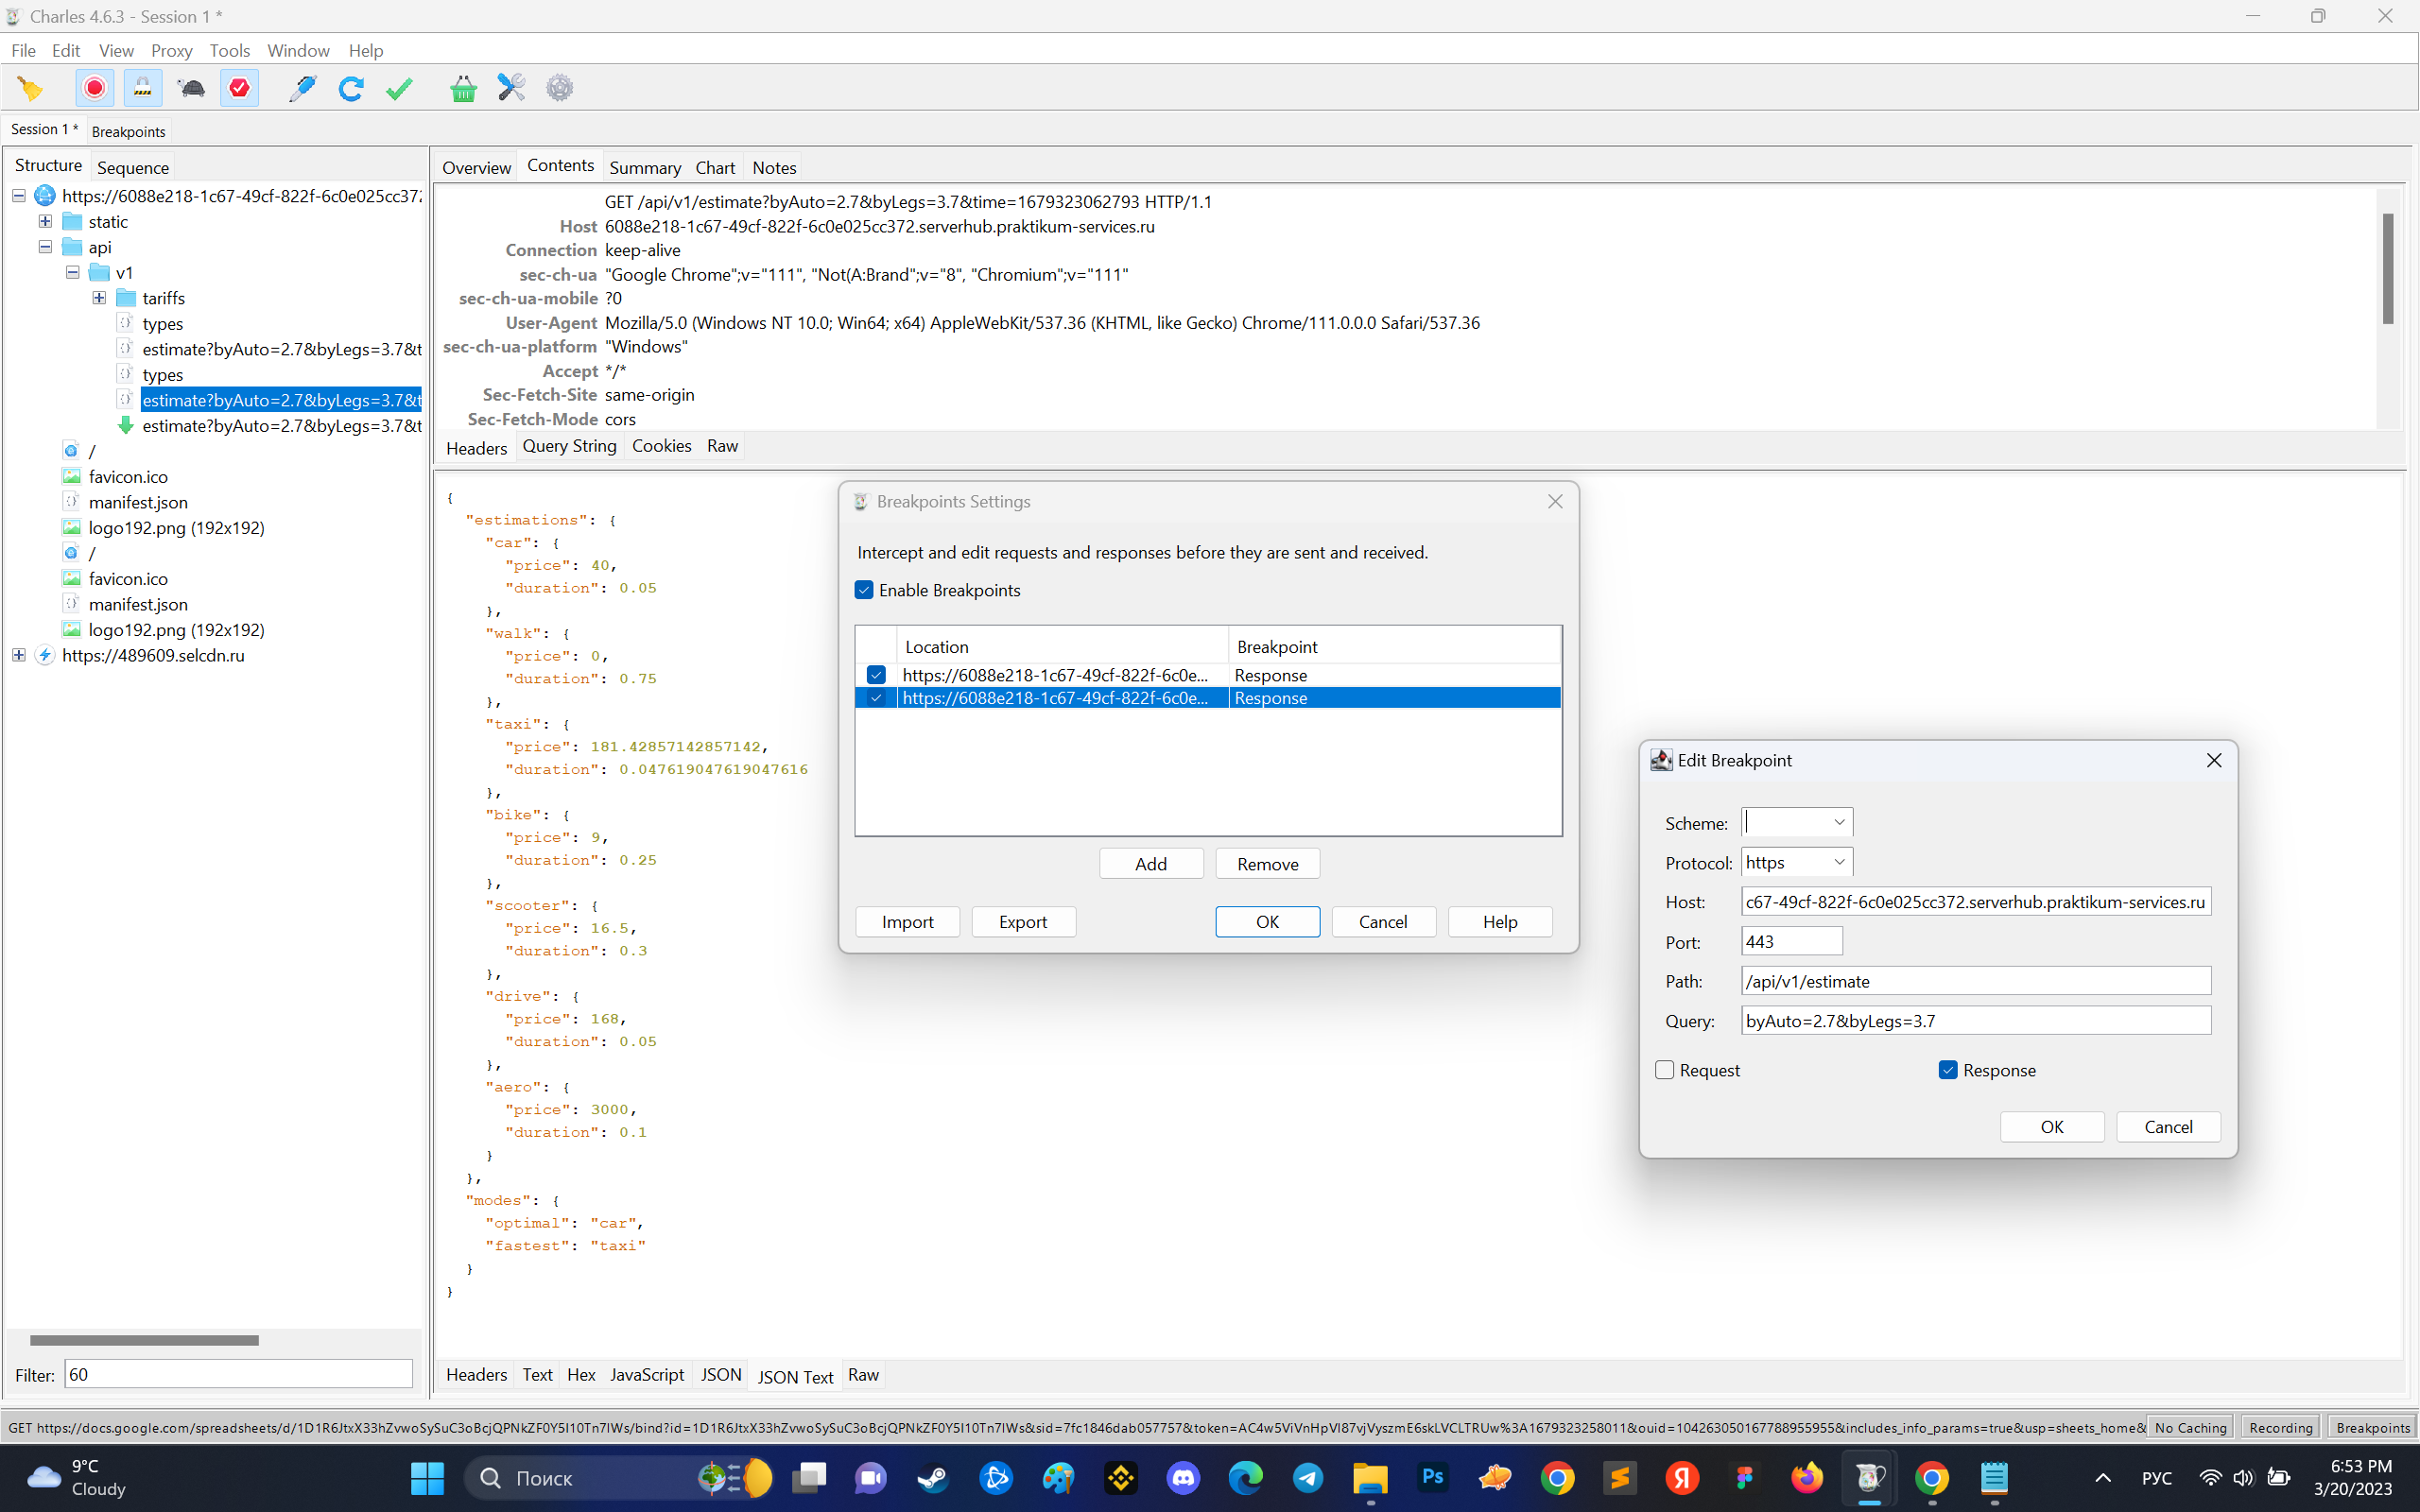 Charles 4.6.3 - Session 1 *
File Edit View Proxy Tools Window Help
Session 1 * Breakpoints
Structure Sequence
https://6088e218-1c67-49cf-822f-6c0e025cc372
static
api
v1
tariffs
types
estimate?byAuto=2.7&byLegs=3.7&t
types
estimate?byAuto=2.7&byLegs=3.7&t
estimate?byAuto=2.7&byLegs=3.7&t
/
favicon.ico
manifest.json
logo192.png (192x192)
/
favicon.ico
manifest.json
logo192.png (192x192)
https://489609.selcdn.ru
Filter: 60
Overview Contents Summary Chart Notes
GET /api/v1/estimate?byAuto=2.7&byLegs=3.7&time=1679323062793 HTTP/1.1
Host 6088e218-1c67-49cf-822f-6c0e025cc372.serverhub.praktikum-services.ru
Connection keep-alive
sec-ch-ua "Google Chrome";v="111", "Not(A:Brand";v="8", "Chromium";v="111"
sec-ch-ua-mobile ?0
User-Agent Mozilla/5.0 (Windows NT 10.0; Win64; x64) AppleWebKit/537.36 (KHTML, like Gecko) Chrome/111.0.0.0 Safari/537.36
sec-ch-ua-platform "Windows"
Accept */*
Sec-Fetch-Site same-origin
Sec-Fetch-Mode cors
Headers Query String Cookies Raw
{
"estimations": {
"car": {
"price": 40,
"duration": 0.05
},
"walk": {
"price": 0,
"duration": 0.75
},
"taxi": {
"price": 181.42857142857142,
"duration": 0.047619047619047616
},
"bike": {
"price": 9,
"duration": 0.25
},
"scooter": {
"price": 16.5,
"duration": 0.3
},
"drive": {
"price": 168,
"duration": 0.05
},
"aero": {
"price": 3000,
"duration": 0.1
}
},
"modes": {
"optimal": "car",
"fastest": "taxi"
}
}
Headers Text Hex JavaScript JSON JSON Text Raw
Breakpoints Settings
Intercept and edit requests and responses before they are sent and received.
Enable Breakpoints
Location Breakpoint
https://6088e218-1c67-49cf-822f-6c0e... Response
https://6088e218-1c67-49cf-822f-6c0e... Response
Add Remove
Import Export OK Cancel Help
Edit Breakpoint
Scheme:
Protocol: https
Host: c67-49cf-822f-6c0e025cc372.serverhub.praktikum-services.ru
Port: 443
Path: /api/v1/estimate
Query: byAuto=2.7&byLegs=3.7
Request Response
OK Cancel
GET https://docs.google.com/spreadsheets/d/1D1R6JtxX33hZvwoSySuC3oBcjQPNkZF0Y5I10Tn7IWs/bind?id=1D1R6JtxX33hZvwoSySuC3oBcjQPNkZF0Y5I10Tn7IWs&sid=7fc1846dab057757&token=AC4w5ViVnHpVI87vjVyszmE6skLVCLTRUw%3A1679323258011&ouid=104263050167788955955&includes_info_params=true&usp=sheets_home& No Caching Recording Breakpoints
9°C
Cloudy
Поиск
Ps
Я
РУС
6:53 PM
3/20/2023